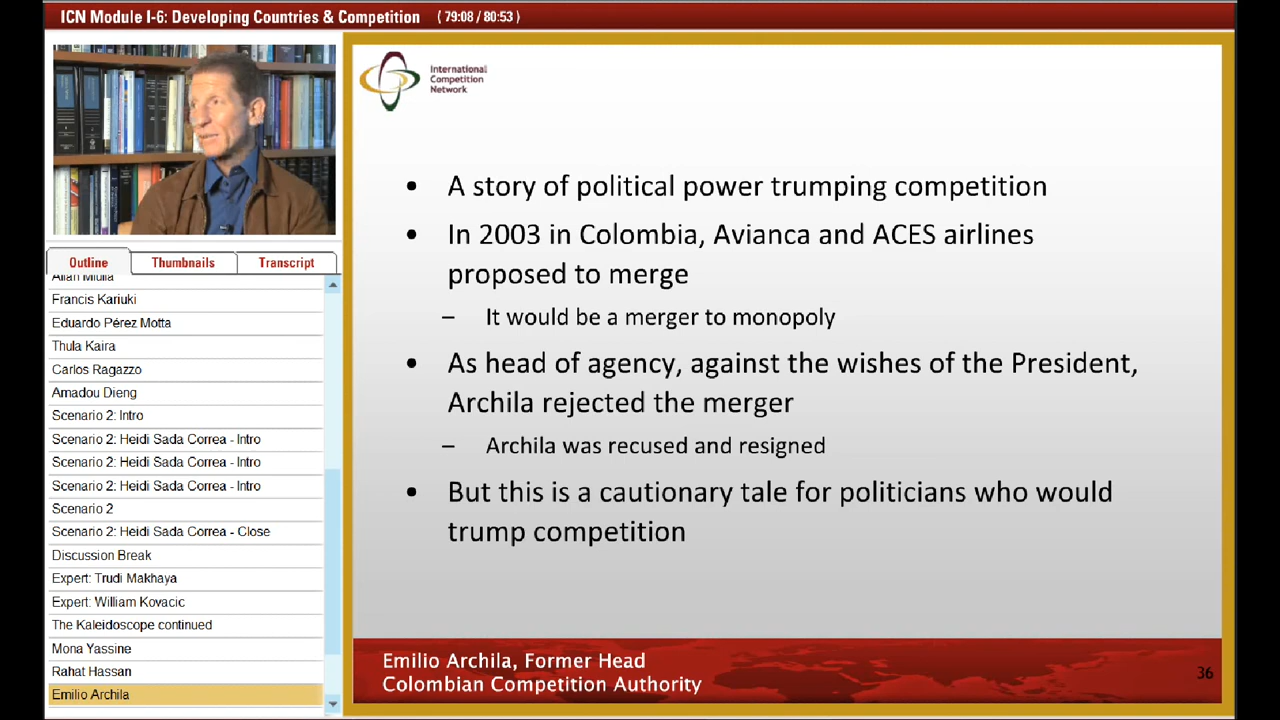 ICN Module I-6: Developing Countries & Competition ( 79:08 / 80:53 )
International
Competition
Network
Outline
Thumbnails
Transcript
Allan Mlulla
Francis Kariuki
Eduardo Pérez Motta
Thula Kaira
Carlos Ragazzo
Amadou Dieng
Scenario 2: Intro
Scenario 2: Heidi Sada Correa - Intro
Scenario 2: Heidi Sada Correa - Intro
Scenario 2: Heidi Sada Correa - Intro
Scenario 2
Scenario 2: Heidi Sada Correa - Close
Discussion Break
Expert: Trudi Makhaya
Expert: William Kovacic
The Kaleidoscope continued
Mona Yassine
Rahat Hassan
Emilio Archila
• A story of political power trumping competition
• In 2003 in Colombia, Avianca and ACES airlines
proposed to merge
– It would be a merger to monopoly
• As head of agency, against the wishes of the President,
Archila rejected the merger
– Archila was recused and resigned
• But this is a cautionary tale for politicians who would
trump competition
Emilio Archila, Former Head
Colombian Competition Authority
36